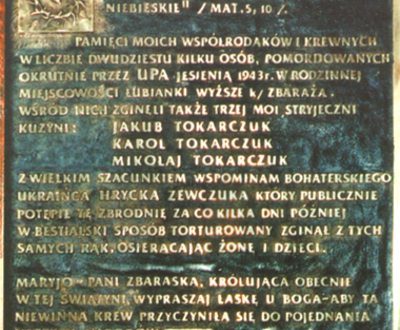 NIEBIESKIE" /MAT. 5, 10/.
PAMIĘCI MOICH WSPÓŁRODAKÓW I KREWNYCH
W LICZBIE DWUDZIESTU KILKU OSÓB, POMORDOWANYCH
OKRUTNIE PRZEZ UPA JESIENIĄ 1943 r. W RODZINNEJ
MIEJSCOWOŚCI ŁUBIANKI WYŻSZE k/ZBARAŻA.
WŚRÓD NICH ZGINĘLI TAKŻE TRZEJ MOI STRYJECZNI
KUZYNI: JAKUB TOKARCZUK
KAROL TOKARCZUK
MIKOŁAJ TOKARCZUK
Z WIELKIM SZACUNKIEM WSPOMINAM BOHATERSKIEGO
UKRAIŃCA HRYĆKA ZEWCZUKA KTÓRY PUBLICZNIE
POTĘPIŁ TĘ ZBRODNIĘ ZA CO KILKA DNI PÓŹNIEJ
W BESTIALSKI SPOSÓB TORTUROWANY ZGINĄŁ Z TYCH
SAMYCH RĄK, OSIERACAJĄC ŻONĘ I DZIECI.
MARYJO - PANI ZBARASKA, KRÓLUJĄCA OBECNIE
W TEJ ŚWIĄTYNI, WYPRASZAJ ŁASKĘ U BOGA - ABY TA
NIEWINNA KREW PRZYCZYNIŁA SIĘ DO POJEDNANIA